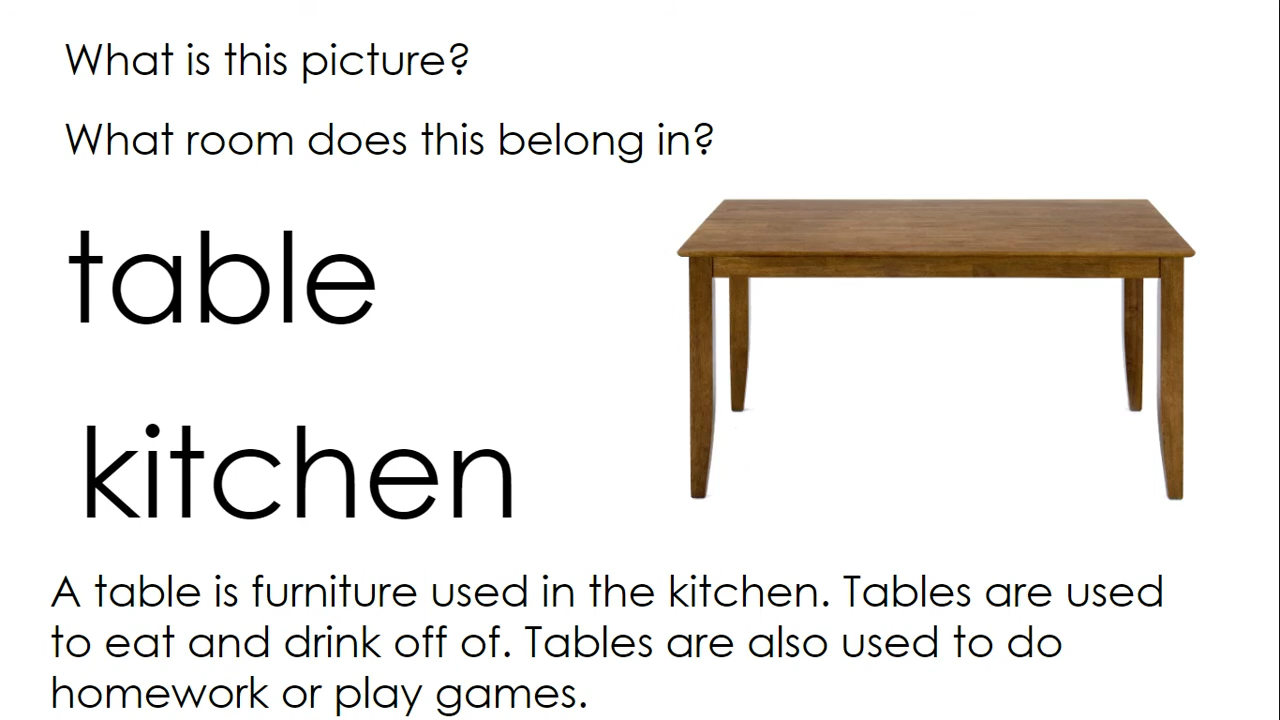 What is this picture?
What room does this belong in?
table
kitchen
A table is furniture used in the kitchen. Tables are used
to eat and drink off of. Tables are also used to do
homework or play games.